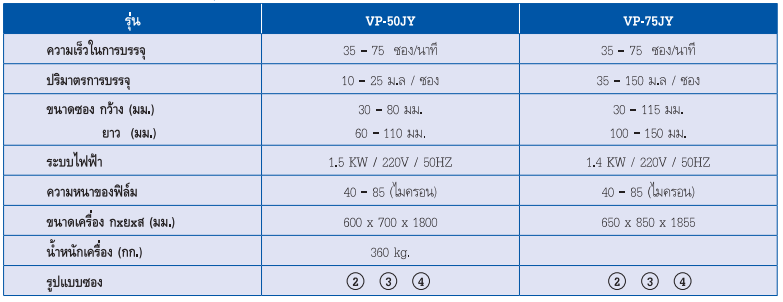 รุ่น VP-50JY VP-75JY
ความเร็วในการบรรจุ 35 - 75 ซอง/นาที 35 - 75 ซอง/นาที
ปริมาตรการบรรจุ 10 - 25 ม.ล / ซอง 35 - 150 ม.ล / ซอง
ขนาดซอง กว้าง (มม.) 30 - 80 มม. 30 - 115 มม.
ยาว (มม.) 60 - 110 มม. 100 - 150 มม.
ระบบไฟฟ้า 1.5 KW / 220V / 50HZ 1.4 KW / 220V / 50HZ
ความหนาของฟิล์ม 40 - 85 (ไมครอน) 40 - 85 (ไมครอน)
ขนาดเครื่อง กxยxส (มม.) 600 x 700 x 1800 650 x 850 x 1855
น้ำหนักเครื่อง (กก.) 360 kg.
รูปแบบซอง ② ③ ④ ② ③ ④